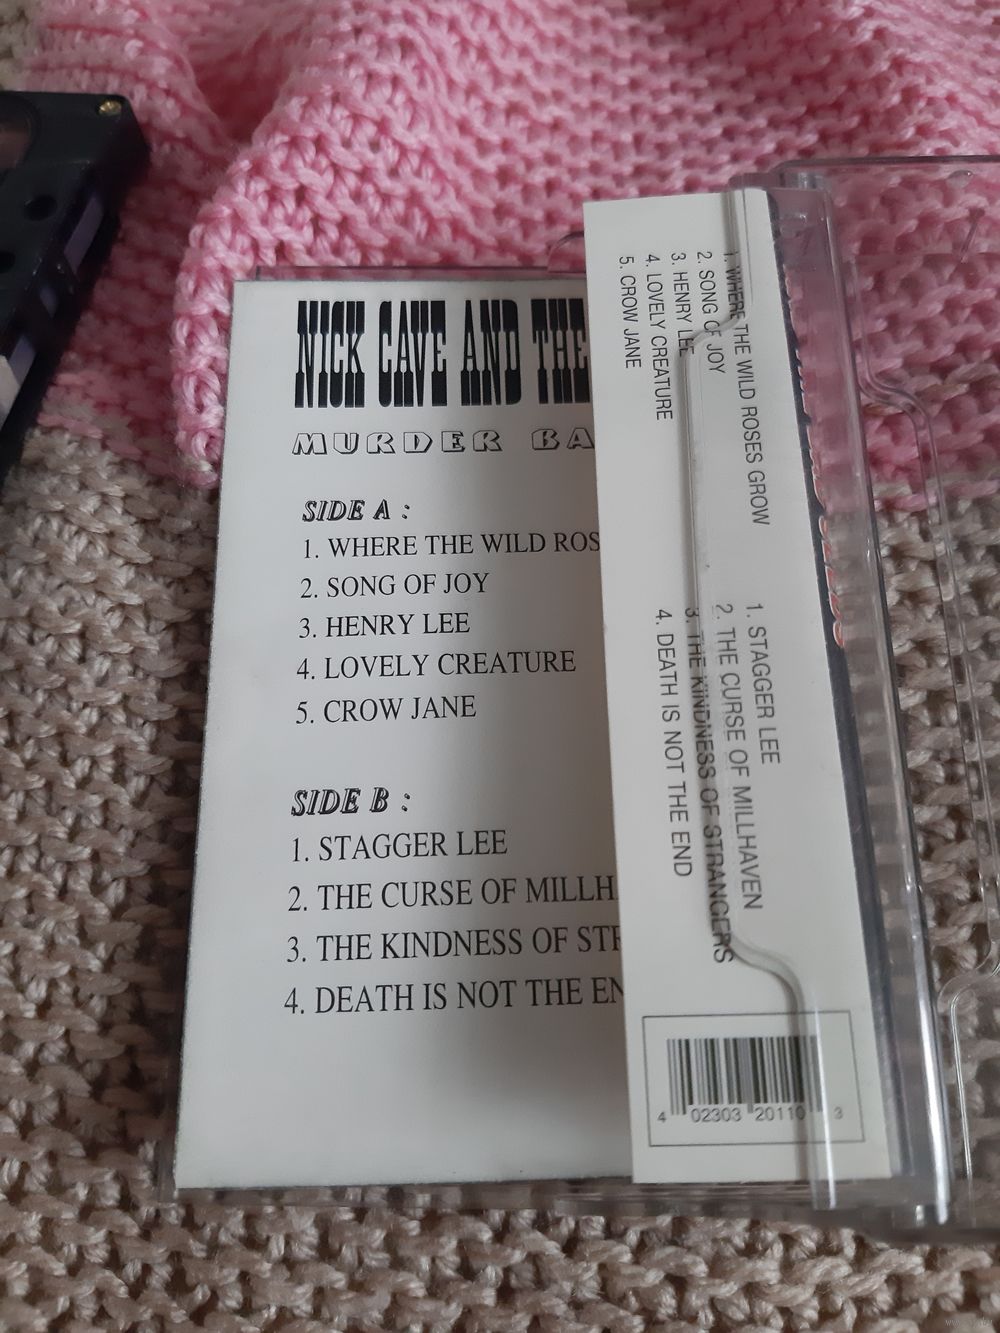 NICK CAVE AND THE
MURDER BA
SIDE A :
1. WHERE THE WILD ROS
2. SONG OF JOY
3. HENRY LEE
4. LOVELY CREATURE
5. CROW JANE
SIDE B :
1. STAGGER LEE
2. THE CURSE OF MILLH
3. THE KINDNESS OF STR
4. DEATH IS NOT THE EN
1. WHERE THE WILD ROSES GROW
2. SONG OF JOY
3. HENRY LEE
4. LOVELY CREATURE
5. CROW JANE
1. STAGGER LEE
2. THE CURSE OF MILLHAVEN
3. THE KINDNESS OF STRANGERS
4. DEATH IS NOT THE END
4 02303 20110 3